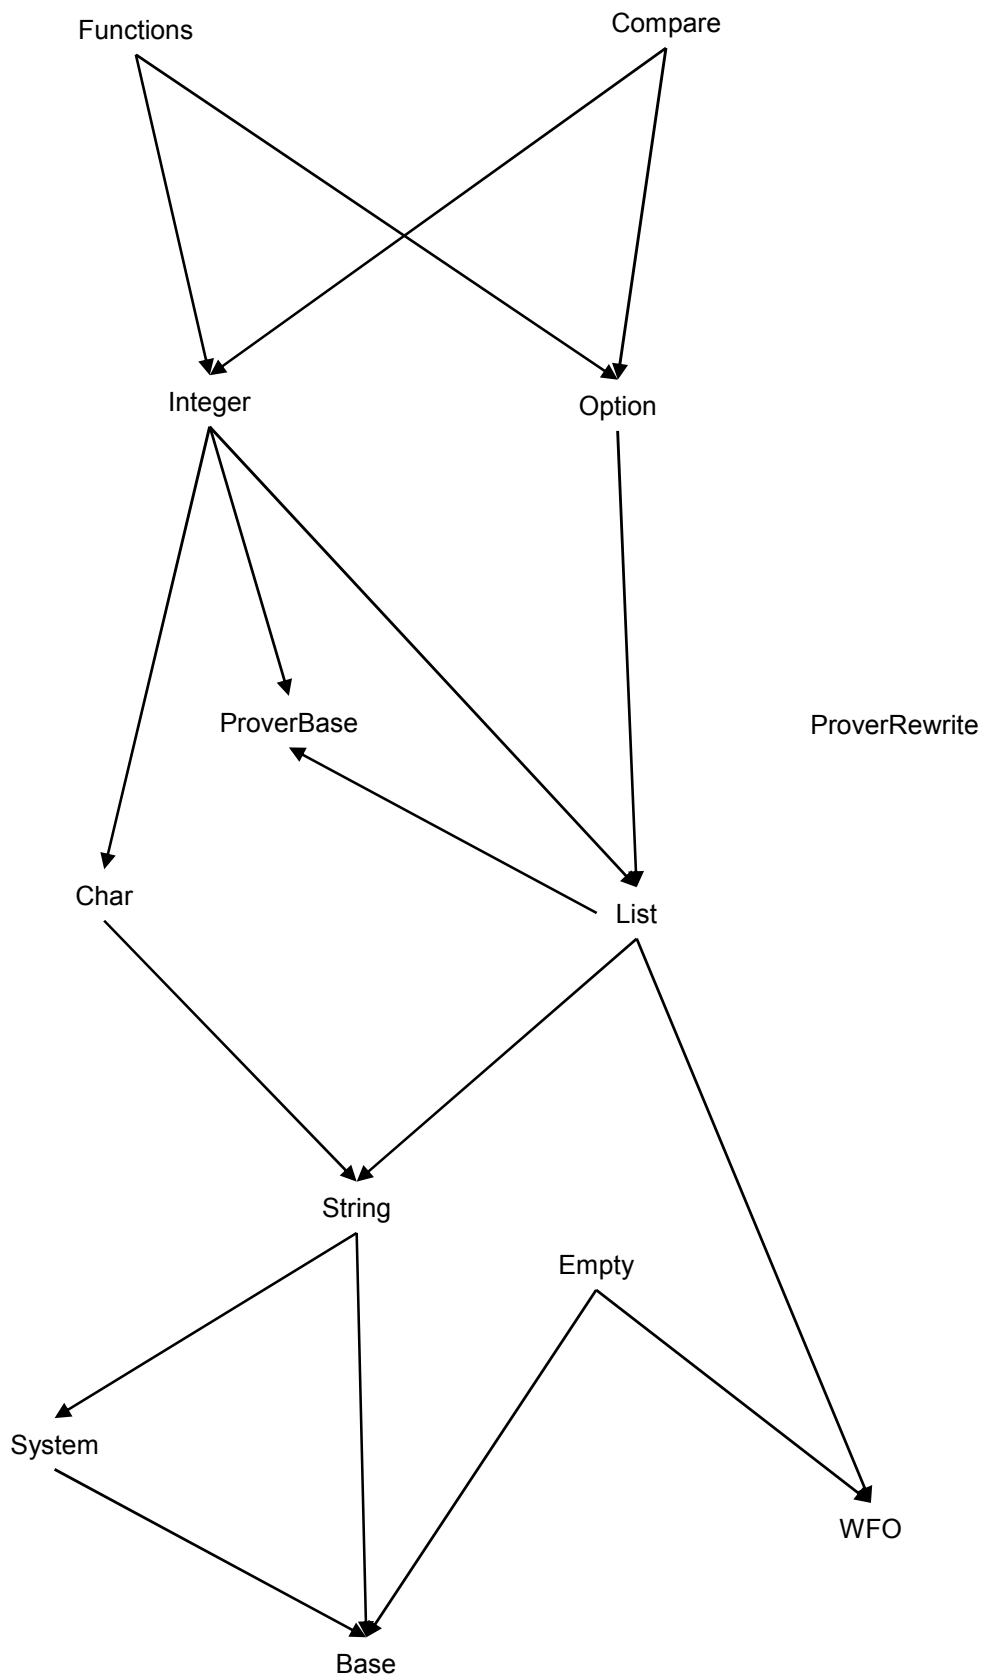 Functions
Compare
Integer
Option
ProverBase
ProverRewrite
Char
List
String
Empty
System
WFO
Base